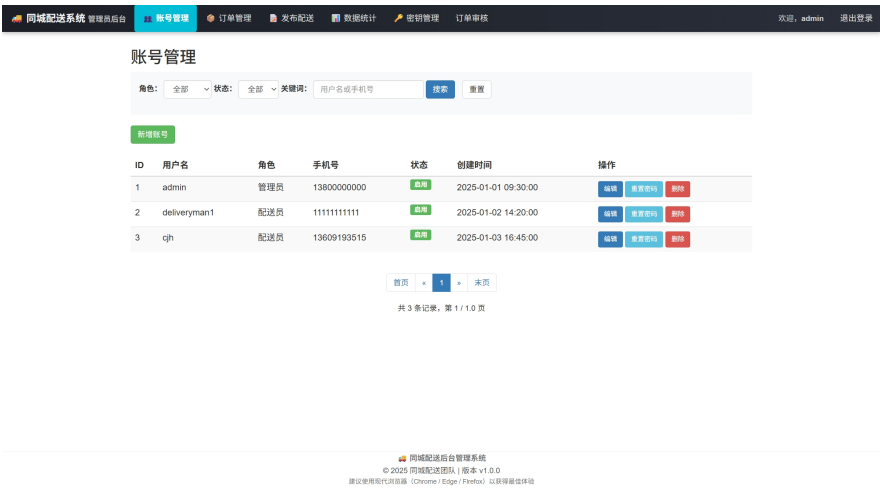 同城配送系统 管理员后台 账号管理 订单管理 发布配送 数据统计 密钥管理 订单审核 欢迎，admin 退出登录
账号管理
角色： 全部 状态： 全部 关键词： 用户名或手机号 搜索 重置
新增账号
ID 用户名 角色 手机号 状态 创建时间 操作
1 admin 管理员 13800000000 启用 2025-01-01 09:30:00 编辑 重置密码 删除
2 deliveryman1 配送员 11111111111 启用 2025-01-02 14:20:00 编辑 重置密码 删除
3 cjh 配送员 13609193515 启用 2025-01-03 16:45:00 编辑 重置密码 删除
首页 « 1 » 末页
共 3 条记录，第 1 / 1.0 页
同城配送后台管理系统
© 2025 同城配送团队 | 版本 v1.0.0
建议使用现代浏览器（Chrome / Edge / Firefox）以获得最佳体验